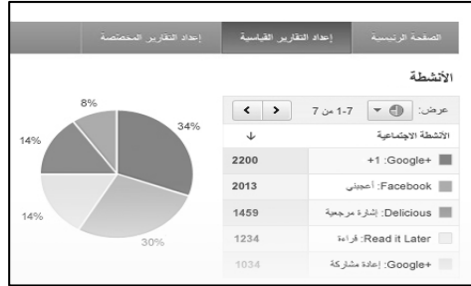 الصفحة الرئيسية
إعداد التقارير القياسية
إعداد التقارير المخصصة
الأنشطة
عرض: 1-7 من 7
الأنشطة الاجتماعية
Google+: +1 2200
Facebook: أعجبني 2013
Delicious: إشارة مرجعية 1459
Read it Later: قراءة 1234
Google+: إعادة مشاركة 1034
8%
34%
14%
14%
30%